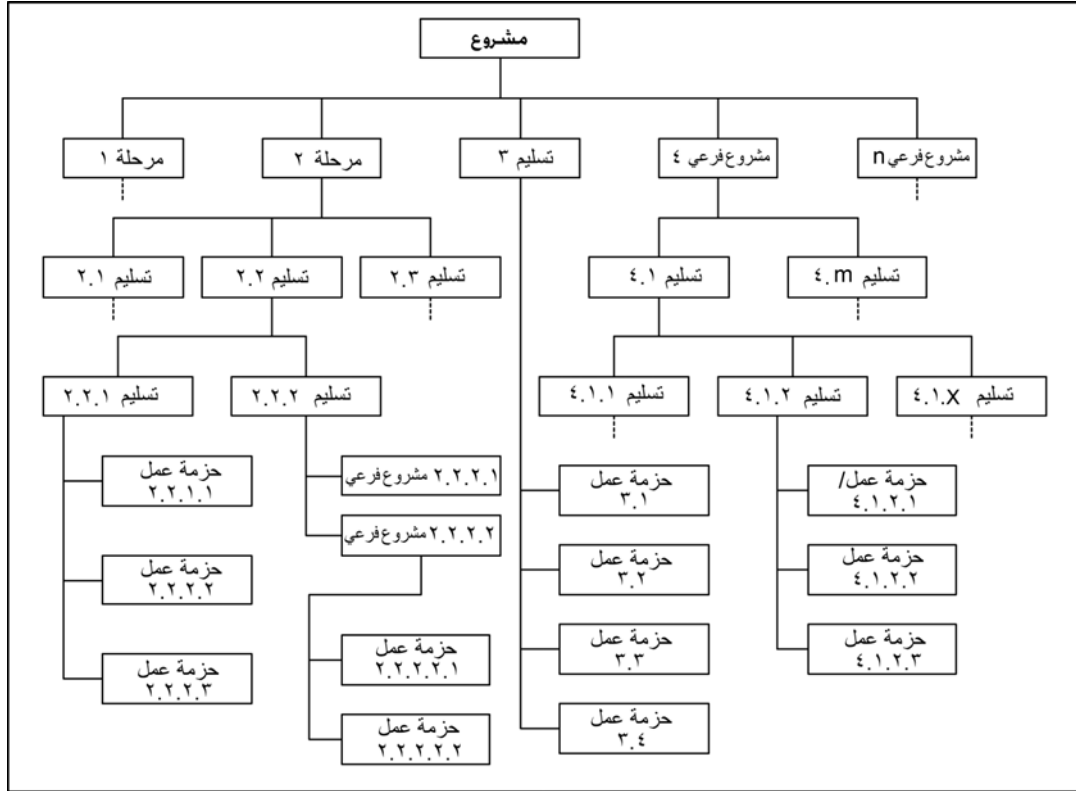 مشروع
مرحلة ١
مرحلة ٢
تسليم ٣
مشروع فرعي ٤
مشروع فرعي n
تسليم ٢.١
تسليم ٢.٢
تسليم ٢.٣
تسليم ٤.١
تسليم ٤.m
تسليم ٢.٢.١
تسليم ٢.٢.٢
تسليم ٤.١.١
تسليم ٤.١.٢
تسليم ٤.١.X
حزمة عمل
٢.٢.١.١
حزمة عمل
٢.٢.٢.٢
حزمة عمل
٢.٢.٢.٣
٢.٢.٢.١ مشروع فرعي
٢.٢.٢.٢ مشروع فرعي
حزمة عمل
٢.٢.٢.٢.١
حزمة عمل
٢.٢.٢.٢.٢
حزمة عمل
٣.١
حزمة عمل
٣.٢
حزمة عمل
٣.٣
حزمة عمل
٣.٤
حزمة عمل/
٤.١.٢.١
حزمة عمل
٤.١.٢.٢
حزمة عمل
٤.١.٢.٣